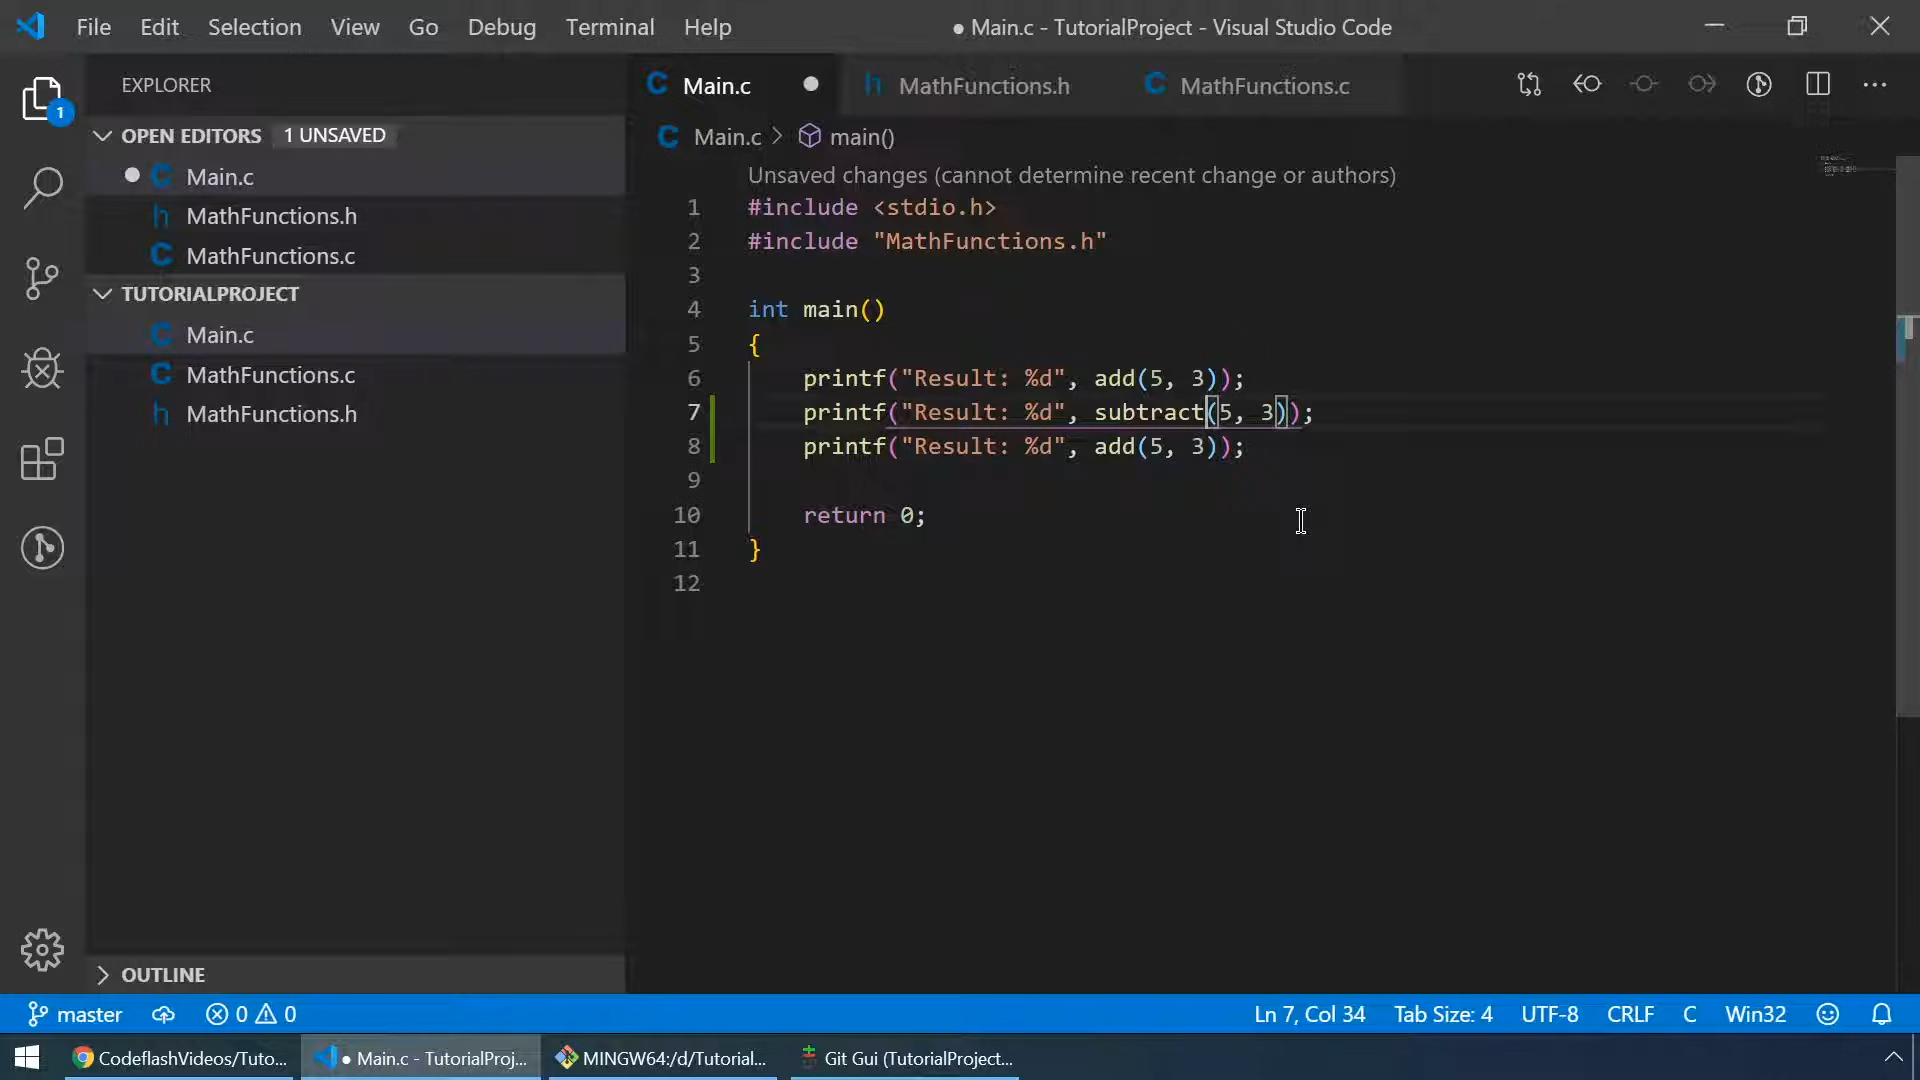 File Edit Selection View Go Debug Terminal Help
● Main.c - TutorialProject - Visual Studio Code
EXPLORER
OPEN EDITORS 1 UNSAVED
Main.c
MathFunctions.h
MathFunctions.c
TUTORIALPROJECT
Main.c
MathFunctions.c
MathFunctions.h
OUTLINE
1
Main.c MathFunctions.h MathFunctions.c
Main.c > main()
Unsaved changes (cannot determine recent change or authors)
1 #include <stdio.h>
2 #include "MathFunctions.h"
3
4 int main()
5 {
6 printf("Result: %d", add(5, 3));
7 printf("Result: %d", subtract(5, 3));
8 printf("Result: %d", add(5, 3));
9
10 return 0;
11 }
12
master 0 0 Ln 7, Col 34 Tab Size: 4 UTF-8 CRLF C Win32
CodeflashVideos/Tuto... ● Main.c - TutorialProj... MINGW64:/d/Tutorial... Git Gui (TutorialProject...